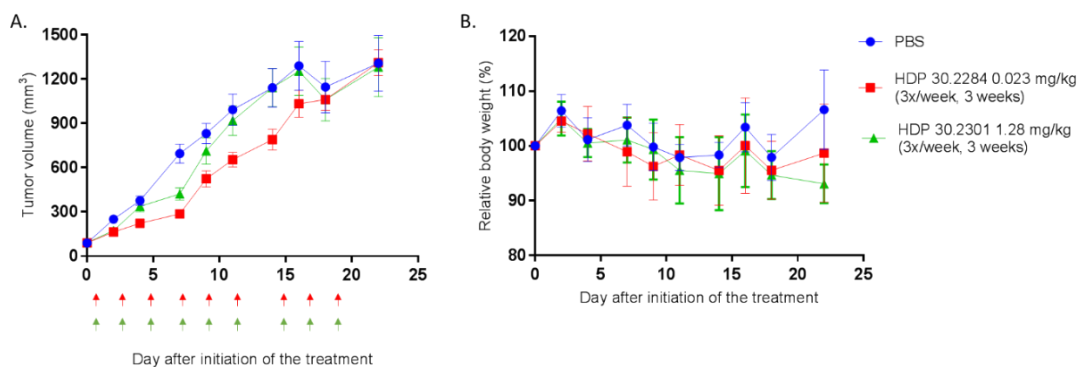 A.
Tumor volume (mm³)
1500
1200
900
600
300
0
0 5 10 15 20 25
Day after initiation of the treatment
B.
Relative body weight (%)
120
110
100
90
80
0 5 10 15 20 25
Day after initiation of the treatment
PBS
HDP 30.2284 0.023 mg/kg
(3x/week, 3 weeks)
HDP 30.2301 1.28 mg/kg
(3x/week, 3 weeks)